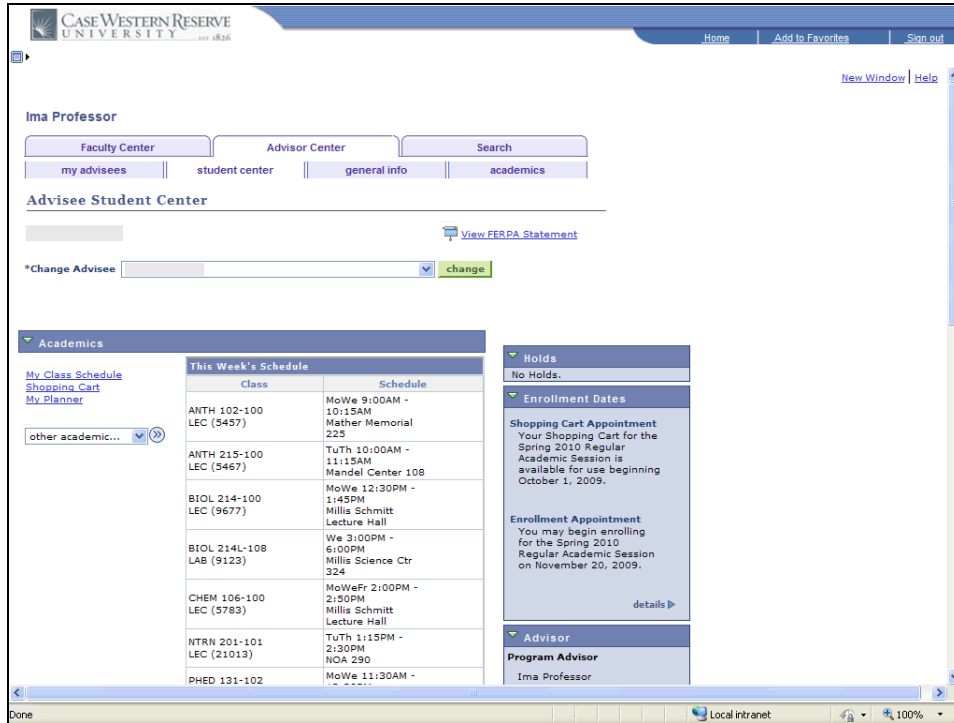 CASE WESTERN RESERVE
UNIVERSITY EST 1826
Home Add to Favorites Sign out
New Window Help
Ima Professor
Faculty Center Advisor Center Search
my advisees student center general info academics
Advisee Student Center
View FERPA Statement
*Change Advisee change
Academics
My Class Schedule
Shopping Cart
My Planner
other academic...
This Week's Schedule
Class Schedule
ANTH 102-100
LEC (5457)
MoWe 9:00AM -
10:15AM
Mather Memorial
225
ANTH 215-100
LEC (5467)
TuTh 10:00AM -
11:15AM
Mandel Center 108
BIOL 214-100
LEC (9677)
MoWe 12:30PM -
1:45PM
Millis Schmitt
Lecture Hall
BIOL 214L-108
LAB (9123)
We 3:00PM -
6:00PM
Millis Science Ctr
324
CHEM 106-100
LEC (5783)
MoWeFr 2:00PM -
2:50PM
Millis Schmitt
Lecture Hall
NTRN 201-101
LEC (21013)
TuTh 1:15PM -
2:30PM
NOA 290
PHED 131-102
MoWe 11:30AM -
Holds
No Holds.
Enrollment Dates
Shopping Cart Appointment
Your Shopping Cart for the
Spring 2010 Regular
Academic Session is
available for use beginning
October 1, 2009.
Enrollment Appointment
You may begin enrolling
for the Spring 2010
Regular Academic Session
on November 20, 2009.
details
Advisor
Program Advisor
Ima Professor
Done Local intranet 100%